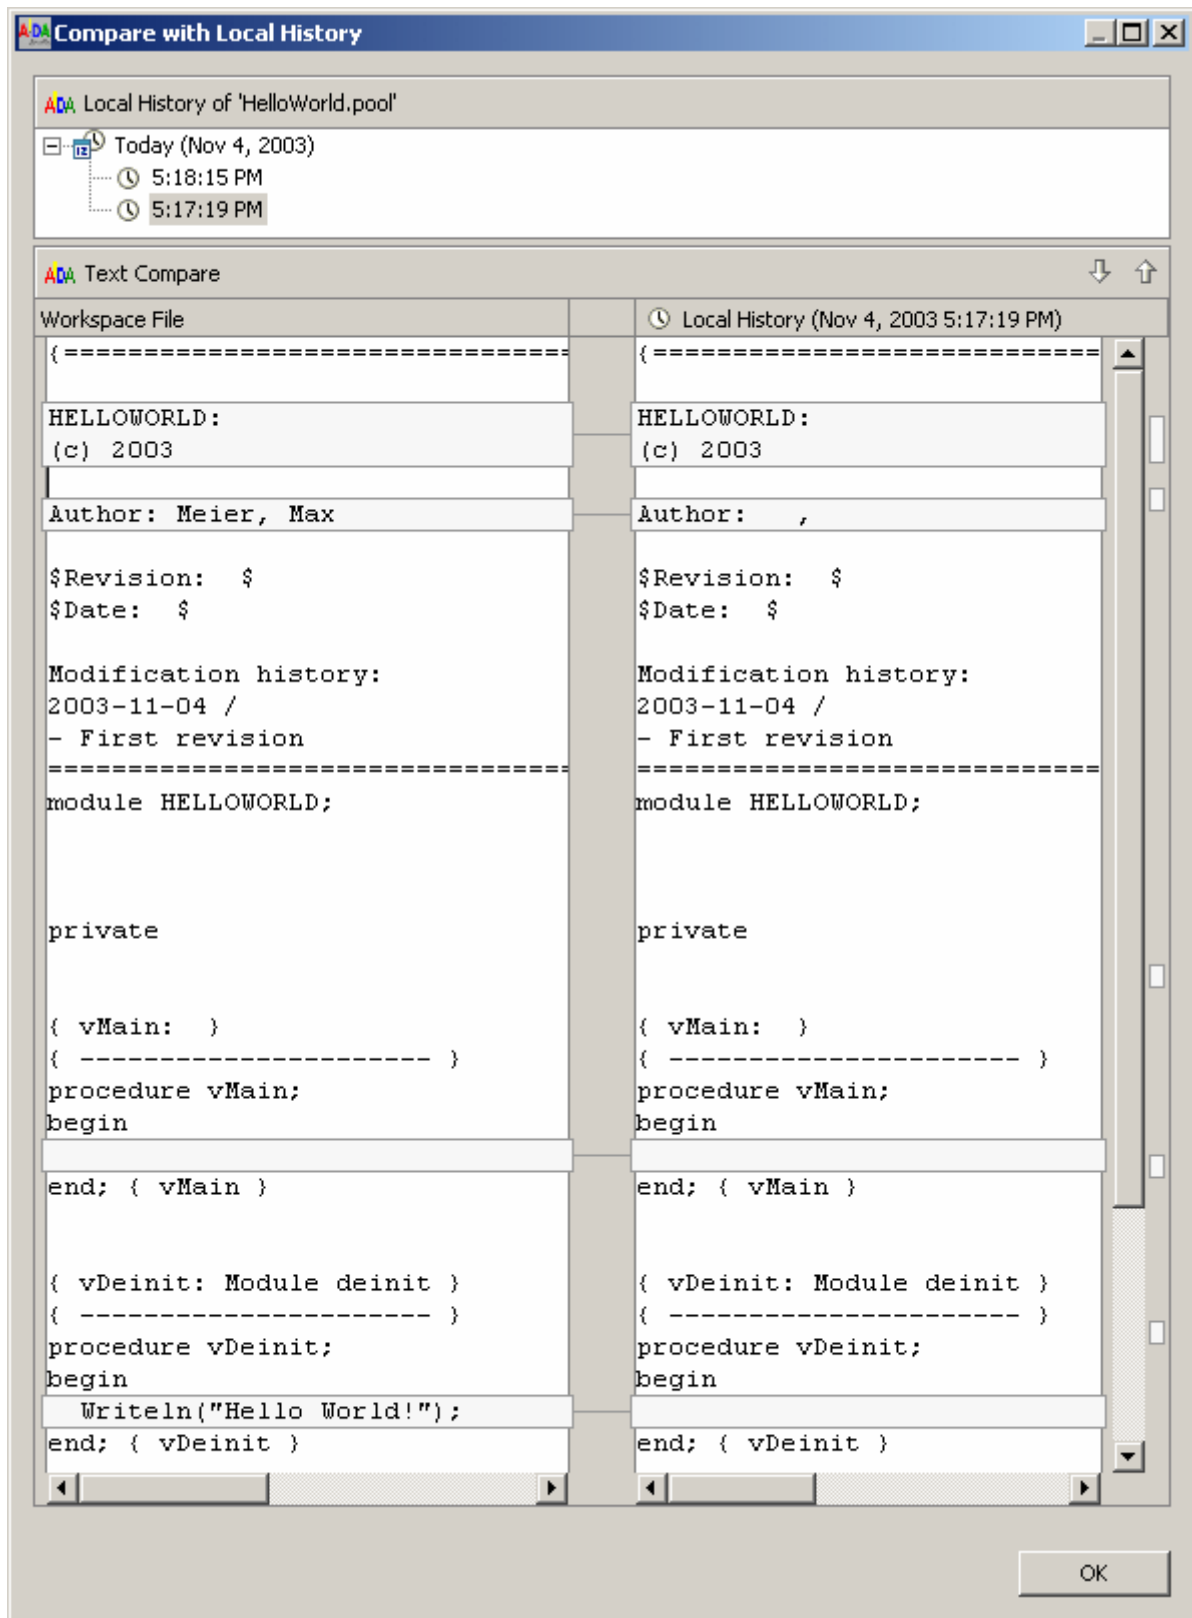 Compare with Local History
ADA Local History of 'HelloWorld.pool'
Today (Nov 4, 2003)
5:18:15 PM
5:17:19 PM
ADA Text Compare
Workspace File
{================================
HELLOWORLD:
(c) 2003
Author: Meier, Max
$Revision:  $
$Date:  $
Modification history:
2003-11-04 /
- First revision
=================================
module HELLOWORLD;
private
{ vMain:  }
{ ---------------------- }
procedure vMain;
begin
end; { vMain }
{ vDeinit: Module deinit }
{ ---------------------- }
procedure vDeinit;
begin
  Writeln("Hello World!");
end; { vDeinit }
Local History (Nov 4, 2003 5:17:19 PM)
{============================
HELLOWORLD:
(c) 2003
Author:   ,
$Revision:  $
$Date:  $
Modification history:
2003-11-04 /
- First revision
=============================
module HELLOWORLD;
private
{ vMain:  }
{ ---------------------- }
procedure vMain;
begin
end; { vMain }
{ vDeinit: Module deinit }
{ ---------------------- }
procedure vDeinit;
begin
end; { vDeinit }
OK